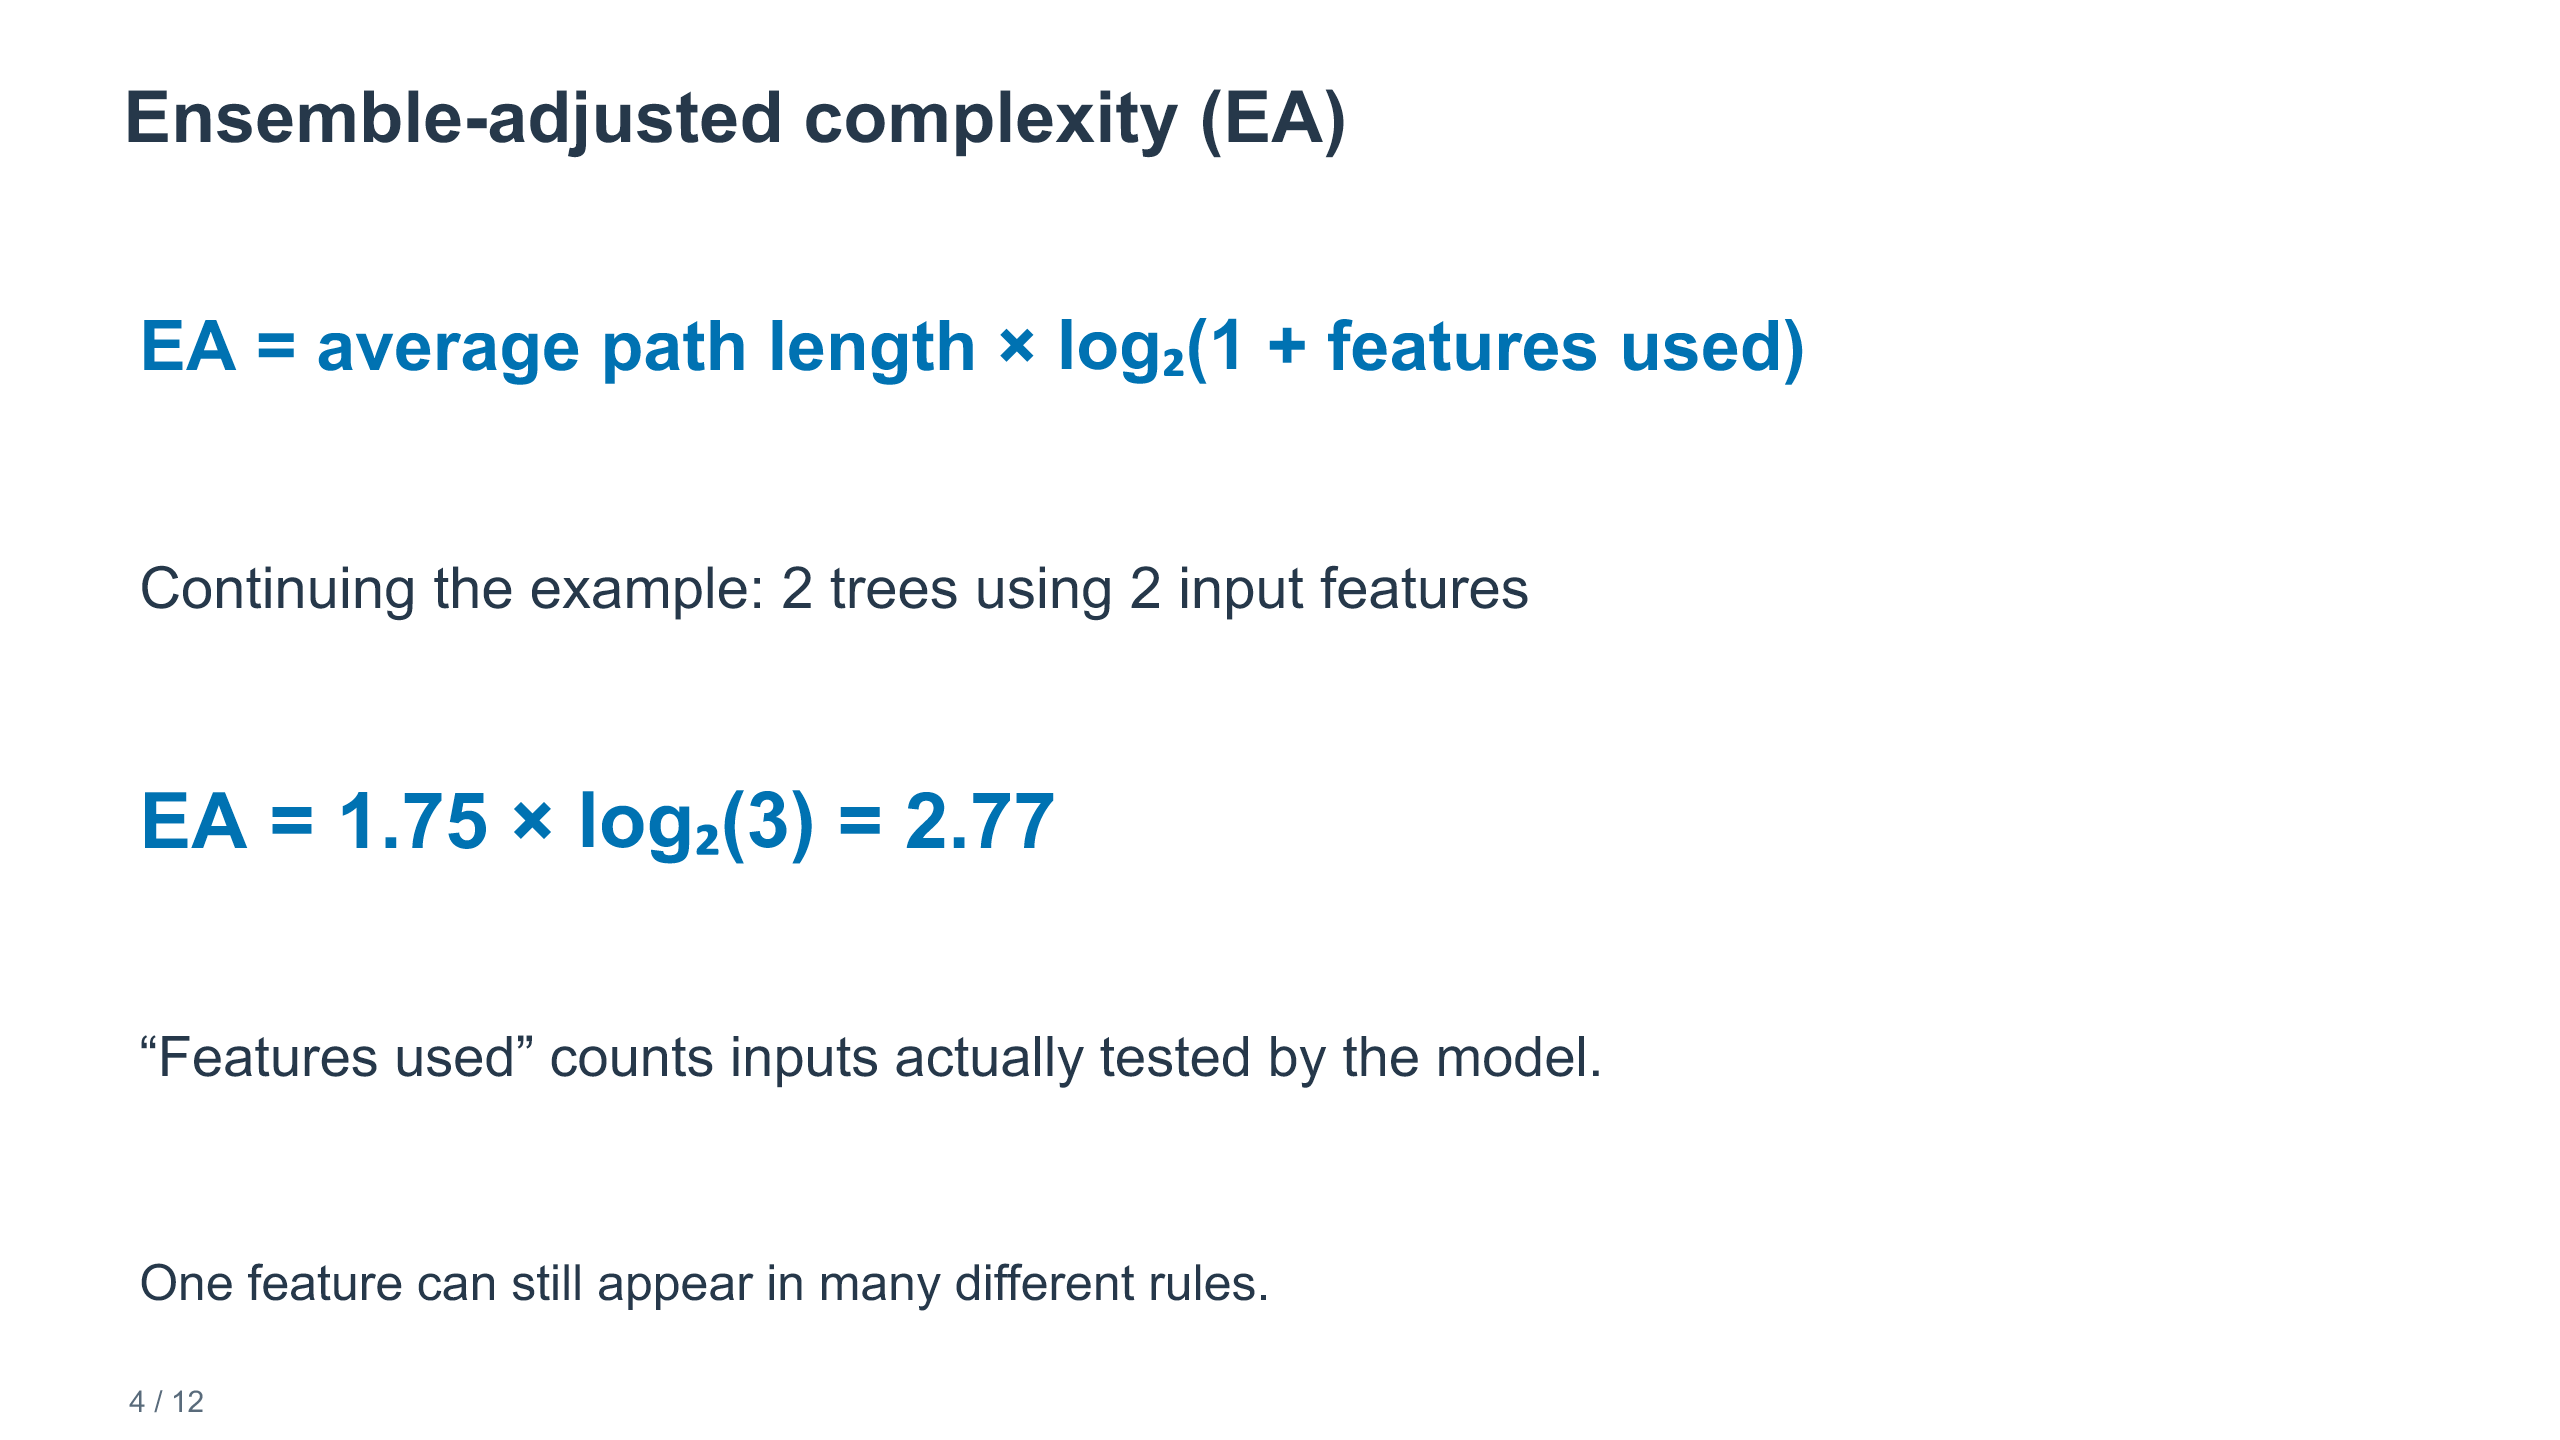 Ensemble-adjusted complexity (EA)
EA = average path length × log₂(1 + features used)
Continuing the example: 2 trees using 2 input features
EA = 1.75 × log₂(3) = 2.77
“Features used” counts inputs actually tested by the model.
One feature can still appear in many different rules.
4 / 12